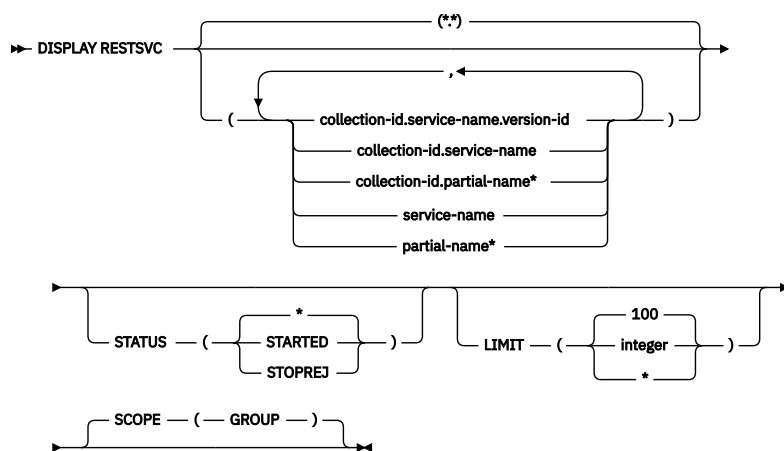 (*.*)
DISPLAY RESTSVC
,
( collection-id.service-name.version-id )
collection-id.service-name
collection-id.partial-name*
service-name
partial-name*
* 100
STATUS ( STARTED ) LIMIT ( integer )
STOPREJ *
SCOPE ( GROUP )